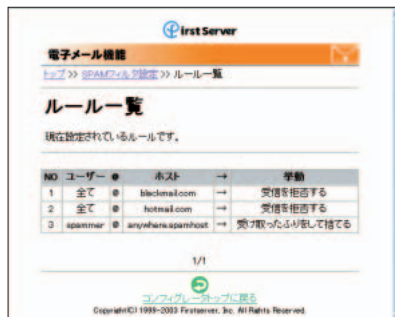 First Server
電子メール機能
トップ >> SPAMフィルタ設定 >> ルール一覧
ルール一覧
現在設定されているルールです。
NO ユーザー @ ホスト → 挙動
1 全て @ blackmail.com → 受信を拒否する
2 全て @ hotmail.com → 受信を拒否する
3 spammer @ anywhere.spamhost → 受け取ったふりをして捨てる
1/1
コンフィグレータトップに戻る
Copyright(C) 1999-2003 Firstserver, Inc. All Rights Reserved.